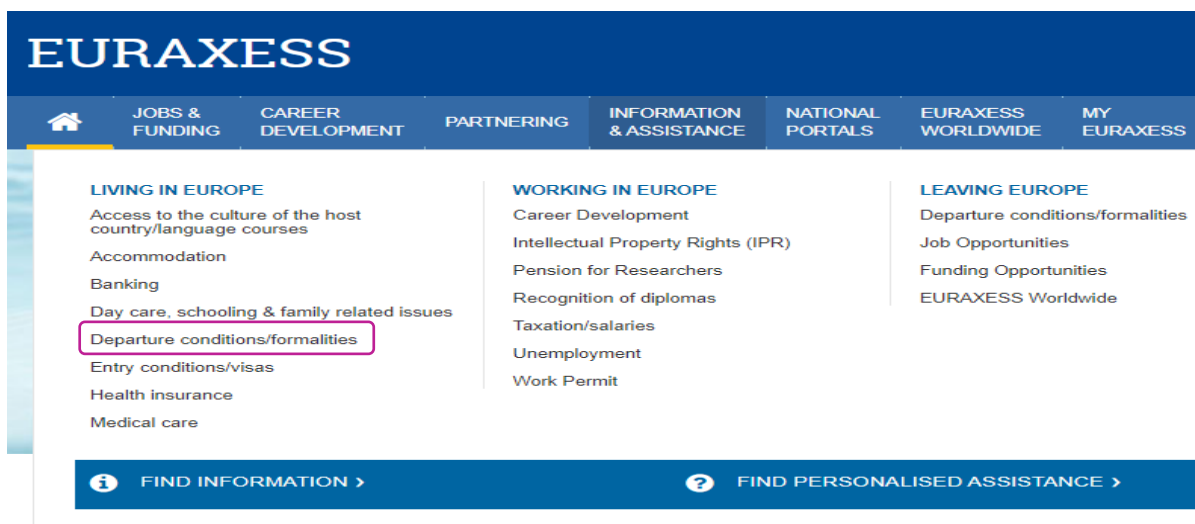 EURAXESS
JOBS &
FUNDING
CAREER
DEVELOPMENT
PARTNERING
INFORMATION
& ASSISTANCE
NATIONAL
PORTALS
EURAXESS
WORLDWIDE
MY
EURAXESS
LIVING IN EUROPE
Access to the culture of the host
country/language courses
Accommodation
Banking
Day care, schooling & family related issues
Departure conditions/formalities
Entry conditions/visas
Health insurance
Medical care
WORKING IN EUROPE
Career Development
Intellectual Property Rights (IPR)
Pension for Researchers
Recognition of diplomas
Taxation/salaries
Unemployment
Work Permit
LEAVING EUROPE
Departure conditions/formalities
Job Opportunities
Funding Opportunities
EURAXESS Worldwide
FIND INFORMATION >
FIND PERSONALISED ASSISTANCE >